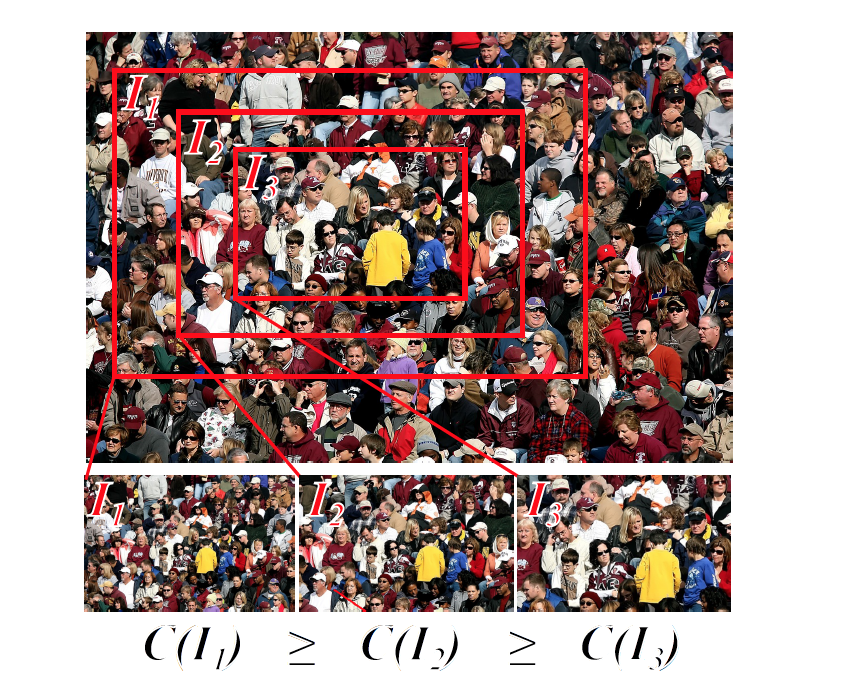 I₁
I₂
I₃
I₁ I₂ I₃
C(I₁) ≥ C(I₂) ≥ C(I₃)